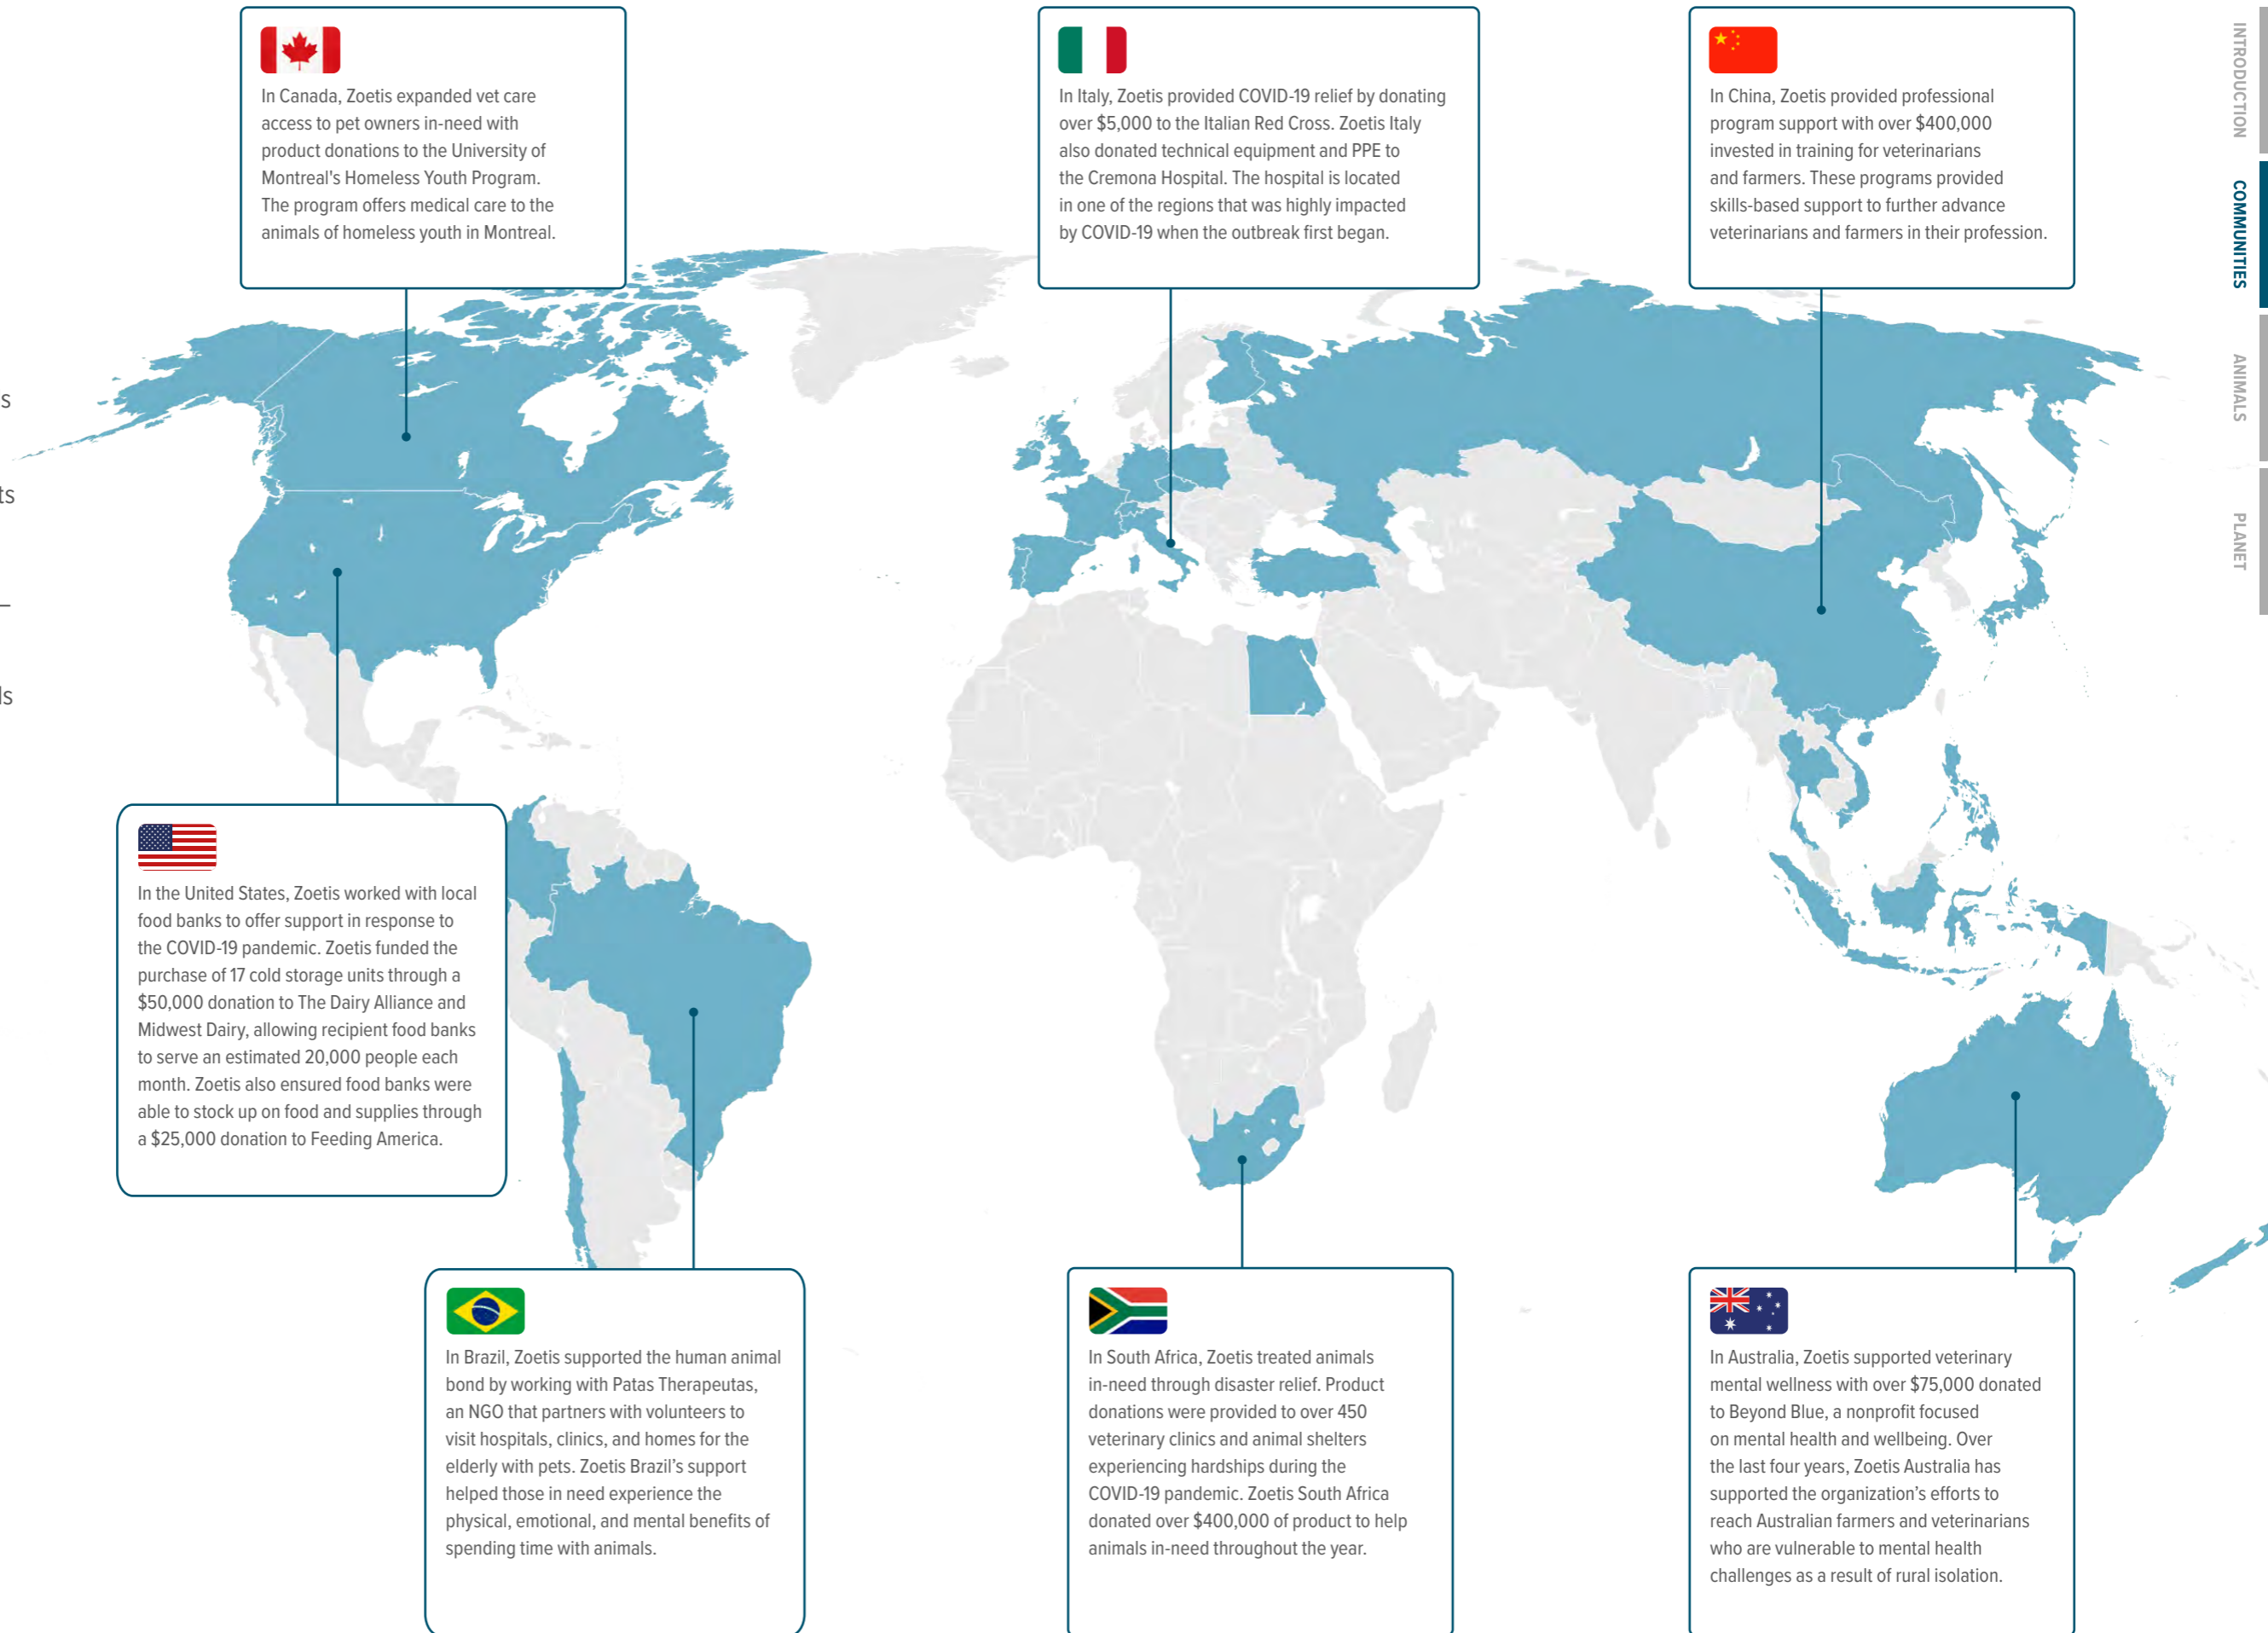 In Canada, Zoetis expanded vet care
access to pet owners in-need with
product donations to the University of
Montreal's Homeless Youth Program.
The program offers medical care to the
animals of homeless youth in Montreal.
In Italy, Zoetis provided COVID-19 relief by donating
over $5,000 to the Italian Red Cross. Zoetis Italy
also donated technical equipment and PPE to
the Cremona Hospital. The hospital is located
in one of the regions that was highly impacted
by COVID-19 when the outbreak first began.
In China, Zoetis provided professional
program support with over $400,000
invested in training for veterinarians
and farmers. These programs provided
skills-based support to further advance
veterinarians and farmers in their profession.
INTRODUCTION
COMMUNITIES
ANIMALS
PLANET
s
ts
–
ls
In the United States, Zoetis worked with local
food banks to offer support in response to
the COVID-19 pandemic. Zoetis funded the
purchase of 17 cold storage units through a
$50,000 donation to The Dairy Alliance and
Midwest Dairy, allowing recipient food banks
to serve an estimated 20,000 people each
month. Zoetis also ensured food banks were
able to stock up on food and supplies through
a $25,000 donation to Feeding America.
In Brazil, Zoetis supported the human animal
bond by working with Patas Therapeutas,
an NGO that partners with volunteers to
visit hospitals, clinics, and homes for the
elderly with pets. Zoetis Brazil’s support
helped those in need experience the
physical, emotional, and mental benefits of
spending time with animals.
In South Africa, Zoetis treated animals
in-need through disaster relief. Product
donations were provided to over 450
veterinary clinics and animal shelters
experiencing hardships during the
COVID-19 pandemic. Zoetis South Africa
donated over $400,000 of product to help
animals in-need throughout the year.
In Australia, Zoetis supported veterinary
mental wellness with over $75,000 donated
to Beyond Blue, a nonprofit focused
on mental health and wellbeing. Over
the last four years, Zoetis Australia has
supported the organization’s efforts to
reach Australian farmers and veterinarians
who are vulnerable to mental health
challenges as a result of rural isolation.